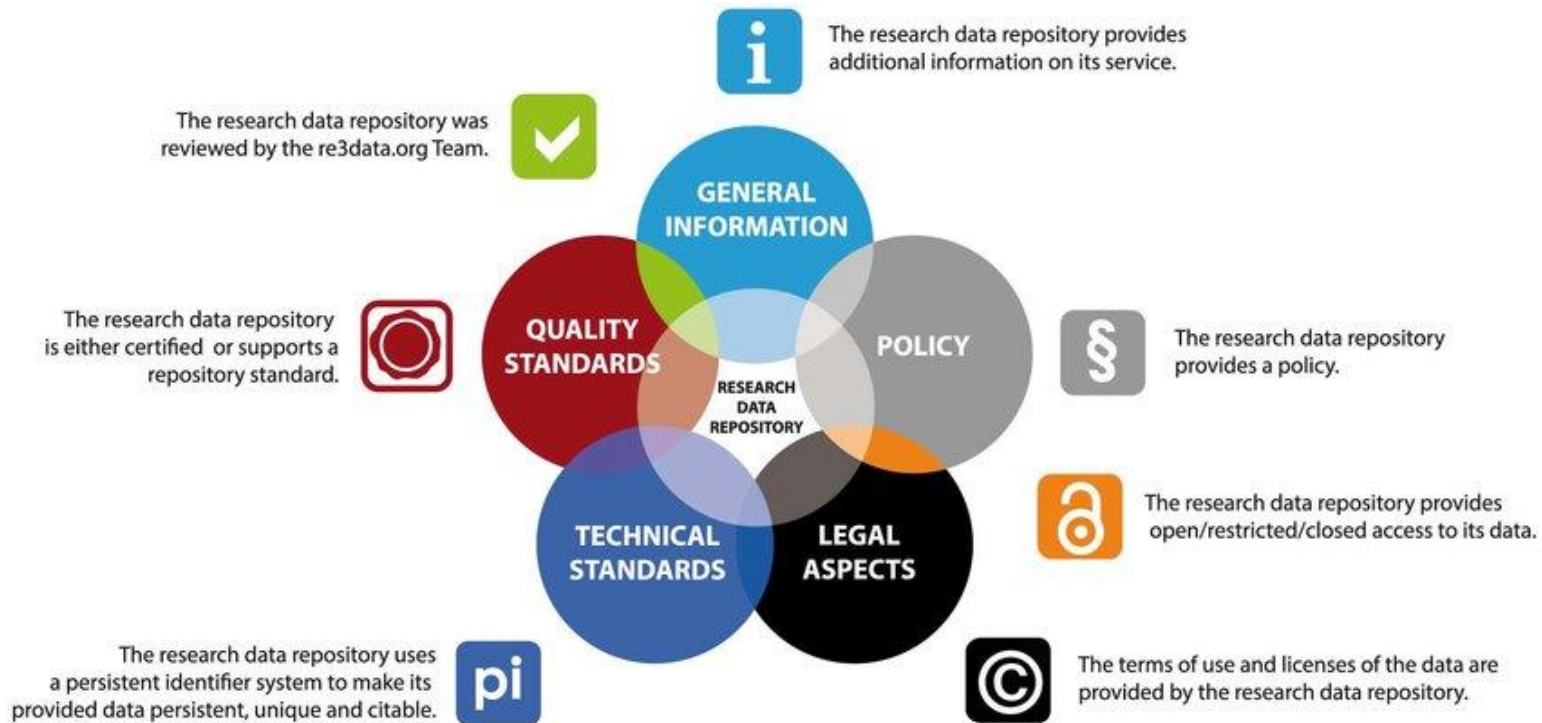 i
The research data repository provides
additional information on its service.
The research data repository was
reviewed by the re3data.org Team.
GENERAL
INFORMATION
The research data repository
is either certified or supports a
repository standard.
QUALITY
STANDARDS
POLICY
§
The research data repository
provides a policy.
RESEARCH
DATA
REPOSITORY
The research data repository provides
open/restricted/closed access to its data.
TECHNICAL
STANDARDS
LEGAL
ASPECTS
The research data repository uses
a persistent identifier system to make its
provided data persistent, unique and citable.
pi
©
The terms of use and licenses of the data are
provided by the research data repository.